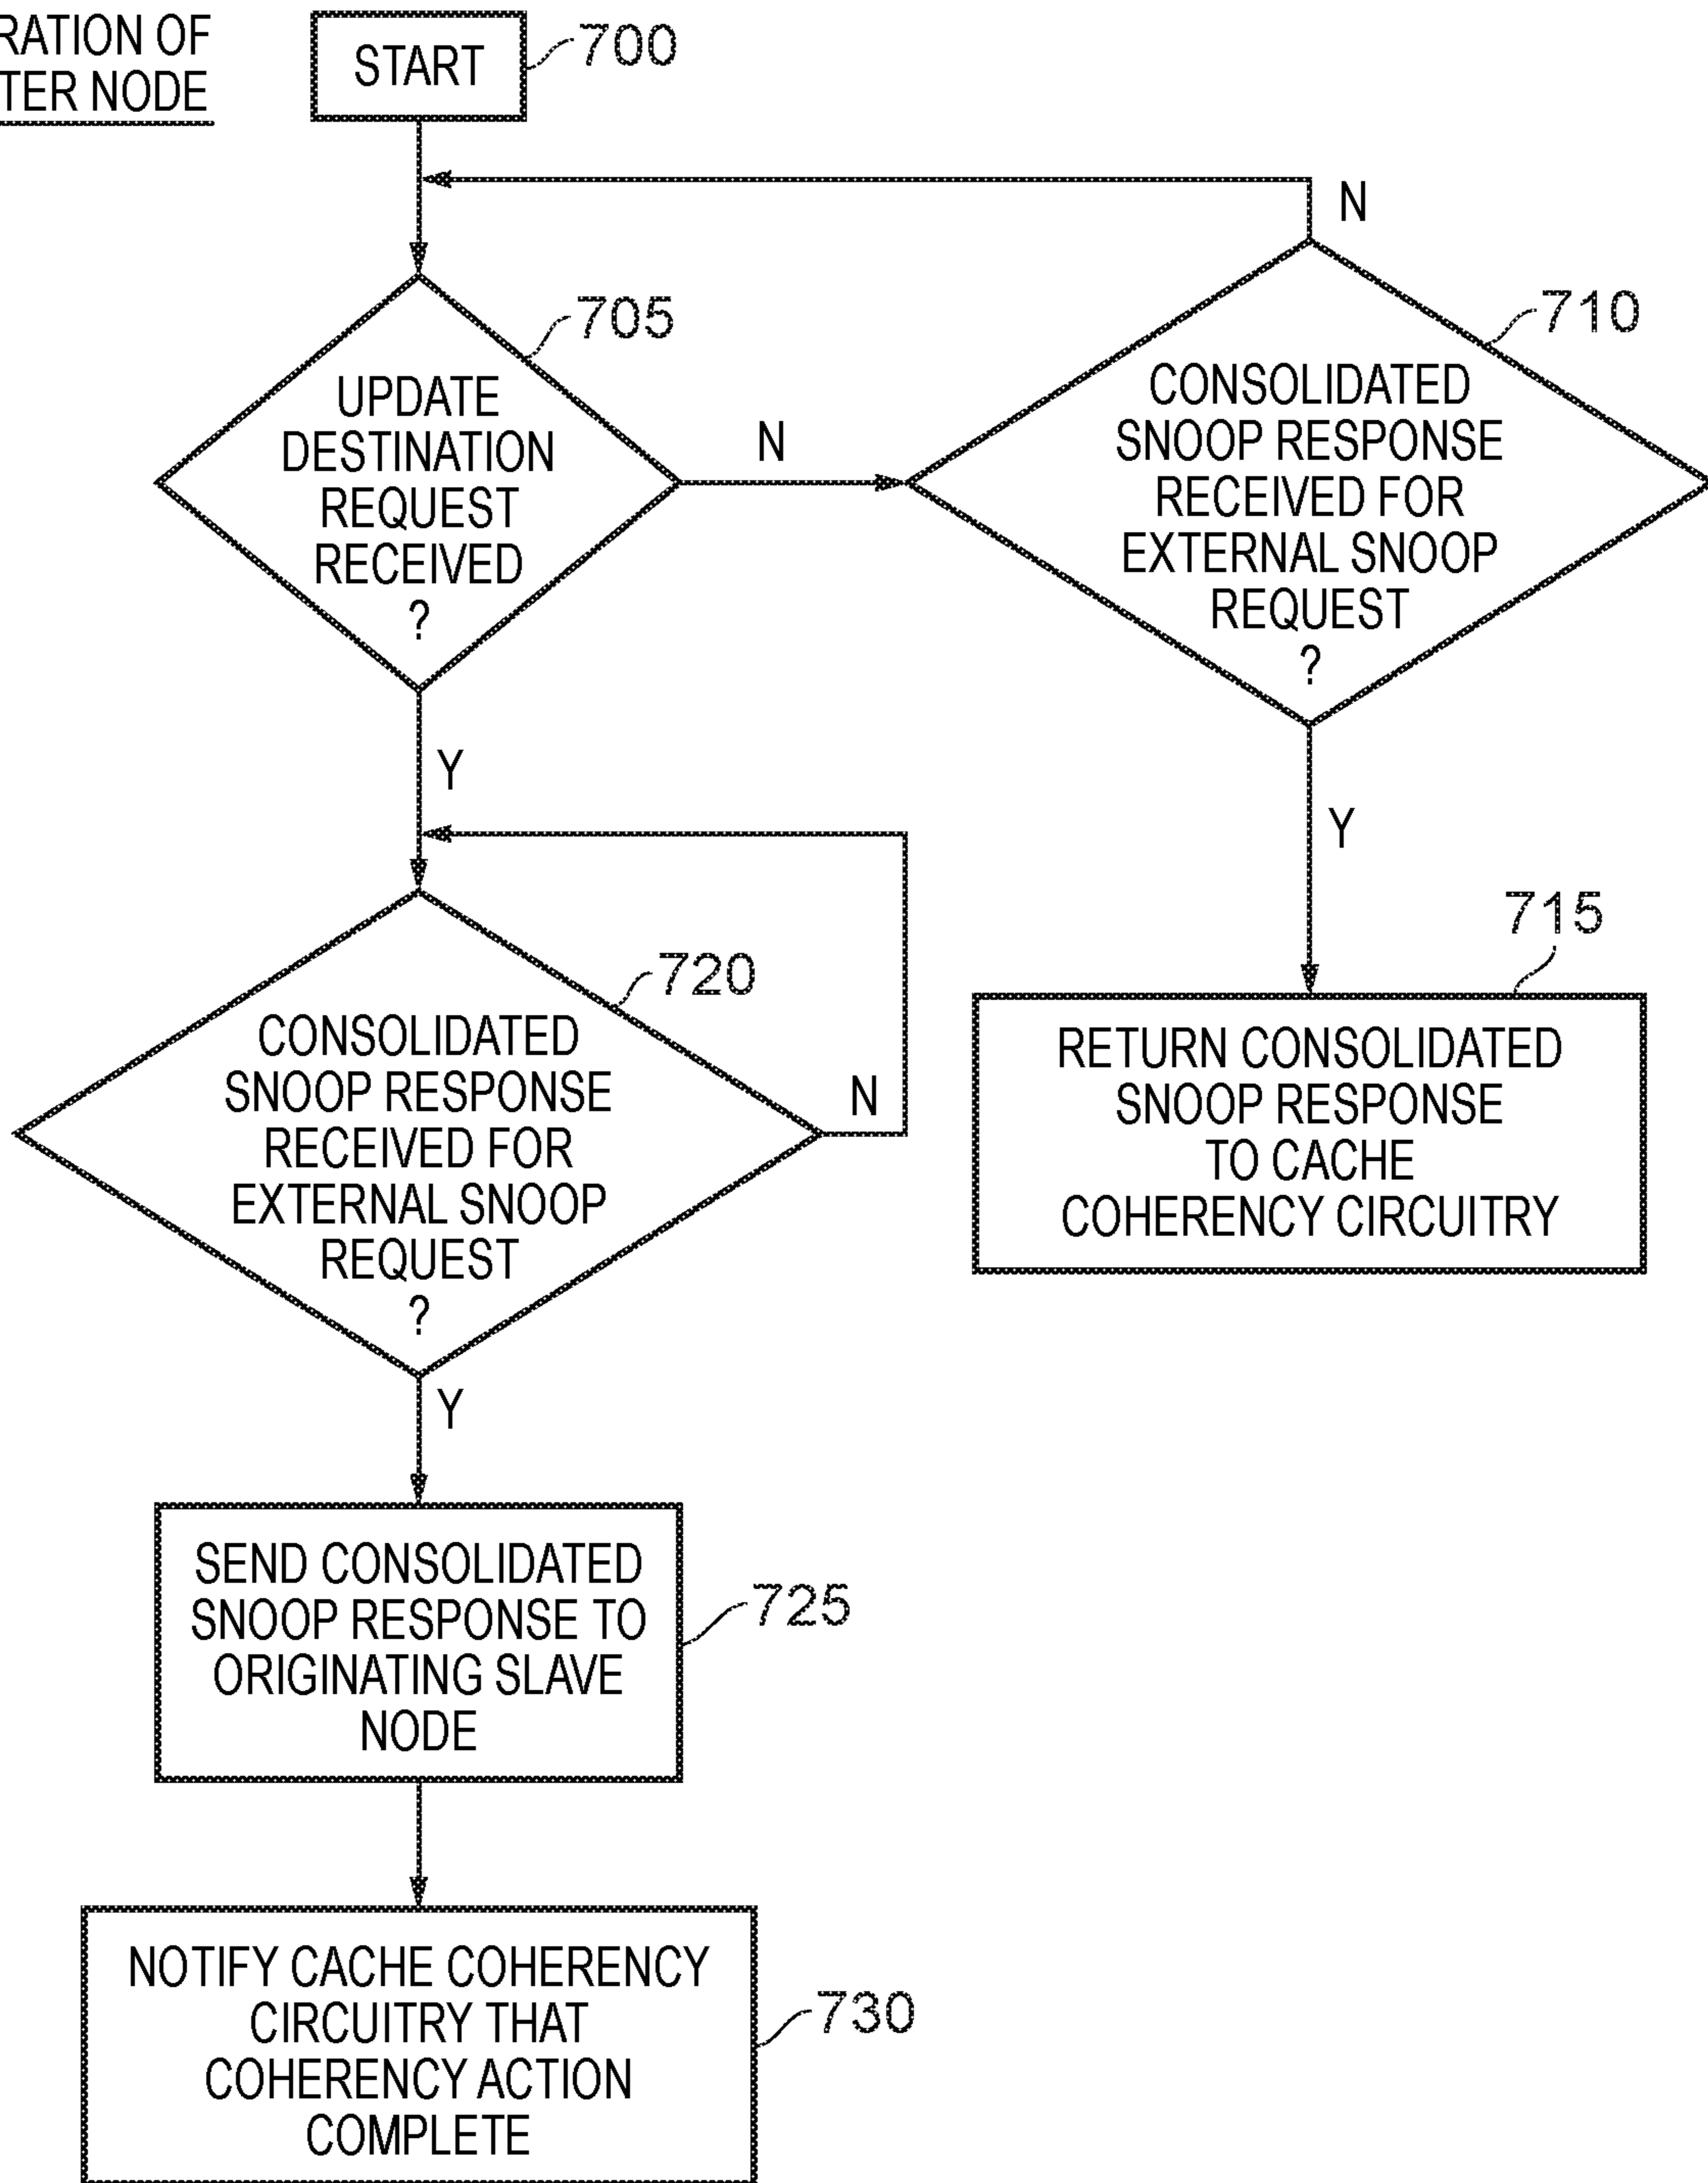 RATION OF
TER NODE
START
700
N
705
710
UPDATE
DESTINATION
REQUEST
RECEIVED
?
N
CONSOLIDATED
SNOOP RESPONSE
RECEIVED FOR
EXTERNAL SNOOP
REQUEST
?
Y
Y
715
720
CONSOLIDATED
SNOOP RESPONSE
RECEIVED FOR
EXTERNAL SNOOP
REQUEST
?
N
RETURN CONSOLIDATED
SNOOP RESPONSE
TO CACHE
COHERENCY CIRCUITRY
Y
SEND CONSOLIDATED
SNOOP RESPONSE TO
ORIGINATING SLAVE
NODE
725
NOTIFY CACHE COHERENCY
CIRCUITRY THAT
COHERENCY ACTION
COMPLETE
730